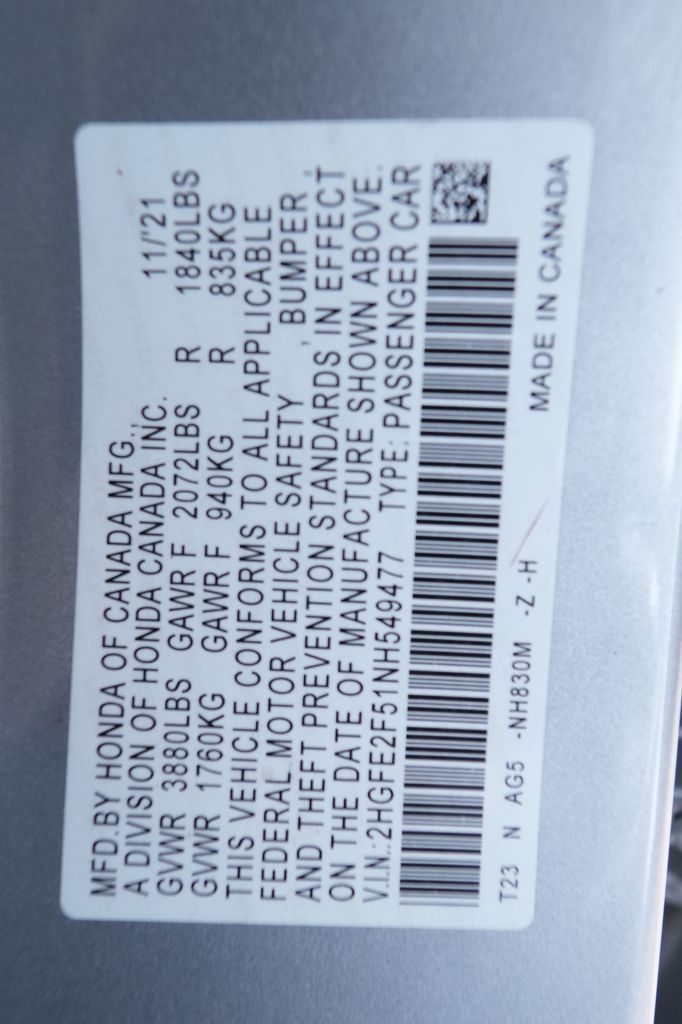 MFD.BY HONDA OF CANADA MFG.,
A DIVISION OF HONDA CANADA INC. 11/'21
GVWR 3880LBS GAWR F 2072LBS R 1840LBS
GVWR 1760KG GAWR F 940KG R 835KG
THIS VEHICLE CONFORMS TO ALL APPLICABLE
FEDERAL MOTOR VEHICLE SAFETY , BUMPER ,
AND THEFT PREVENTION STANDARDS IN EFFECT
ON THE DATE OF MANUFACTURE SHOWN ABOVE.
V.I.N.:2HGFE2F51NH549477 TYPE: PASSENGER CAR
T23 N AG5 -NH830M -Z -H MADE IN CANADA